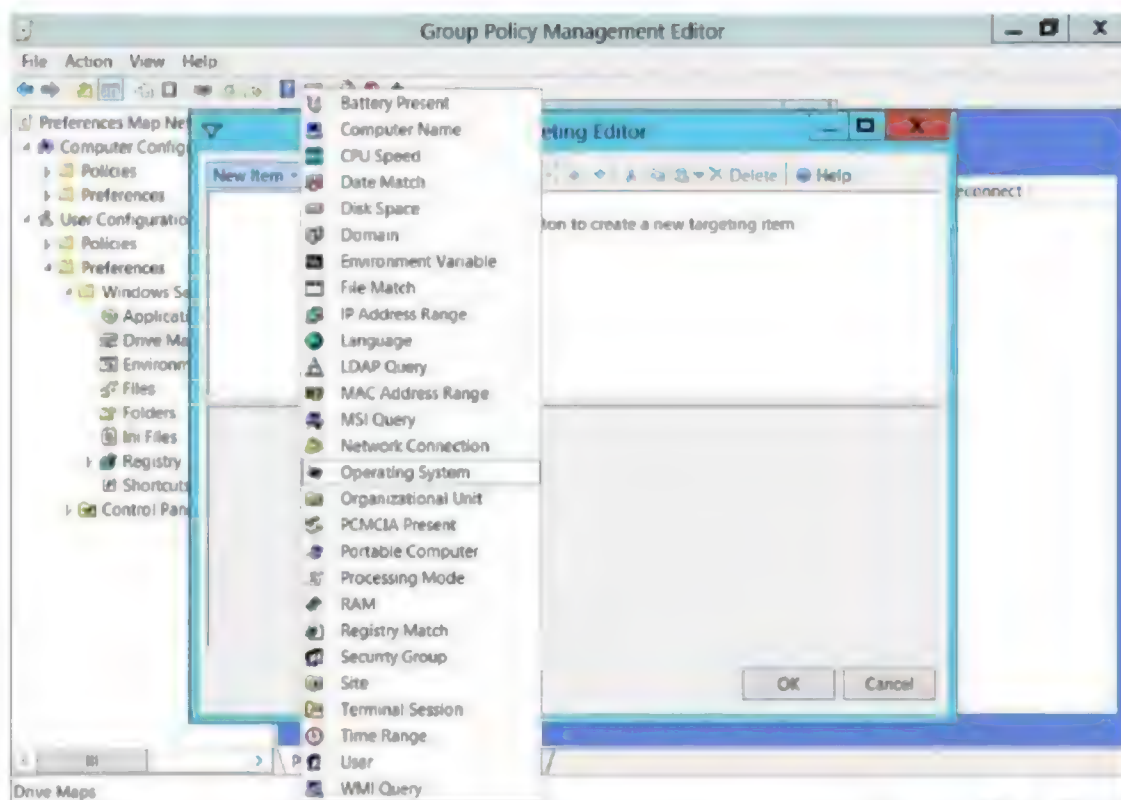 Group Policy Management Editor
File Action View Help
Preferences Map Net
Computer Config
Policies
Preferences
User Configuratio
Policies
Preferences
Windows Se
Applicati
Drive Ma
Environm
Files
Folders
Ini Files
Registry
Shortcuts
Control Pan
eting Editor
New Item
Delete
Help
ton to create a new targeting item
econnect
Battery Present
Computer Name
CPU Speed
Date Match
Disk Space
Domain
Environment Variable
File Match
IP Address Range
Language
LDAP Query
MAC Address Range
MSI Query
Network Connection
Operating System
Organizational Unit
PCMCIA Present
Portable Computer
Processing Mode
RAM
Registry Match
Security Group
Site
Terminal Session
Time Range
User
WMI Query
OK
Cancel
P
Drive Maps